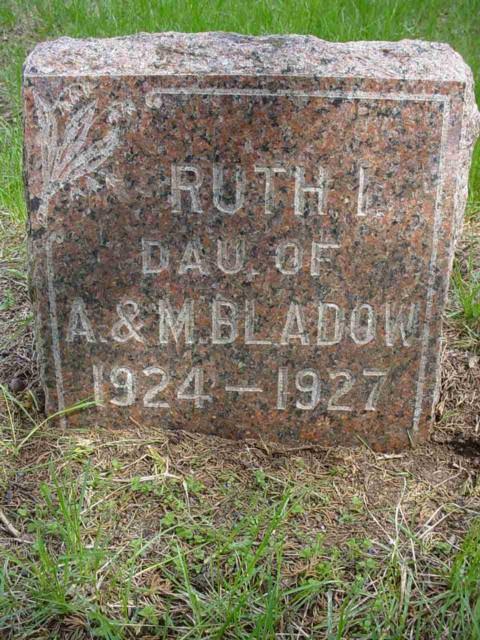 RUTH I.
DAU. OF
A. & M. BLADOW
1924 – 1927